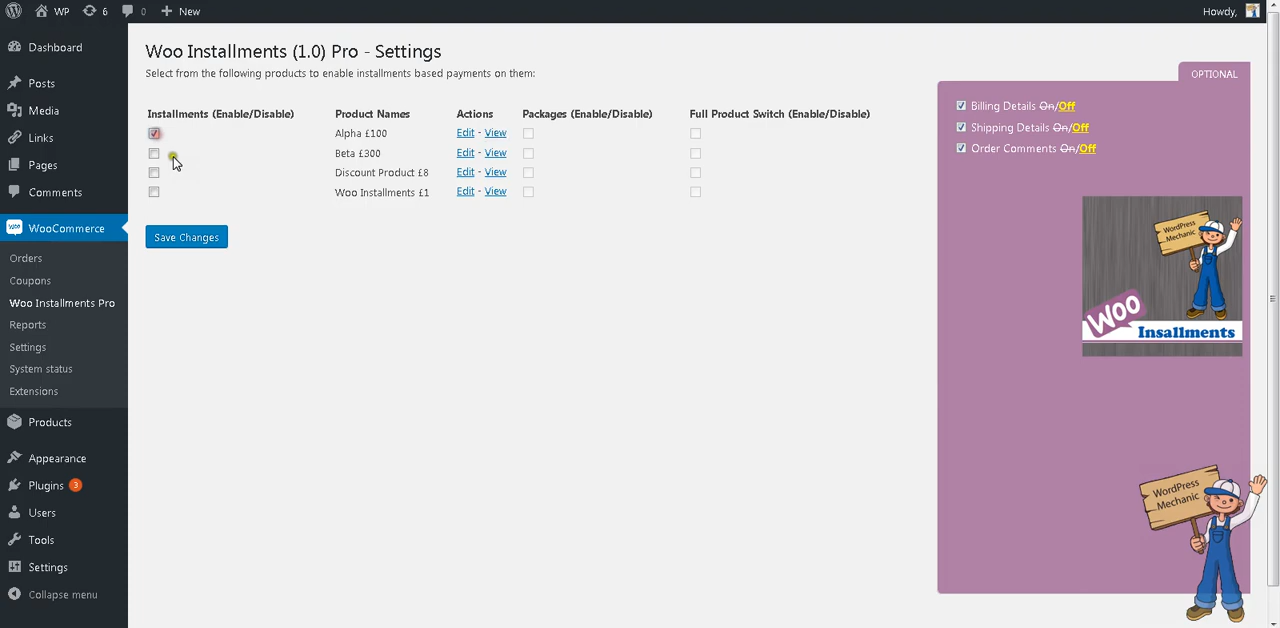 WP 6 0 New Howdy,
Dashboard
Posts
Media
Links
Pages
Comments
WooCommerce
Orders
Coupons
Woo Installments Pro
Reports
Settings
System status
Extensions
Products
Appearance
Plugins 3
Users
Tools
Settings
Collapse menu
Woo Installments (1.0) Pro - Settings
Select from the following products to enable installments based payments on them:
Installments (Enable/Disable) Product Names Actions Packages (Enable/Disable) Full Product Switch (Enable/Disable)
Alpha £100 Edit - View
Beta £300 Edit - View
Discount Product £8 Edit - View
Woo Installments £1 Edit - View
Save Changes
OPTIONAL
Billing Details On/Off
Shipping Details On/Off
Order Comments On/Off
WordPress
Mechanic
WOO
Insallments
WordPress
Mechanic